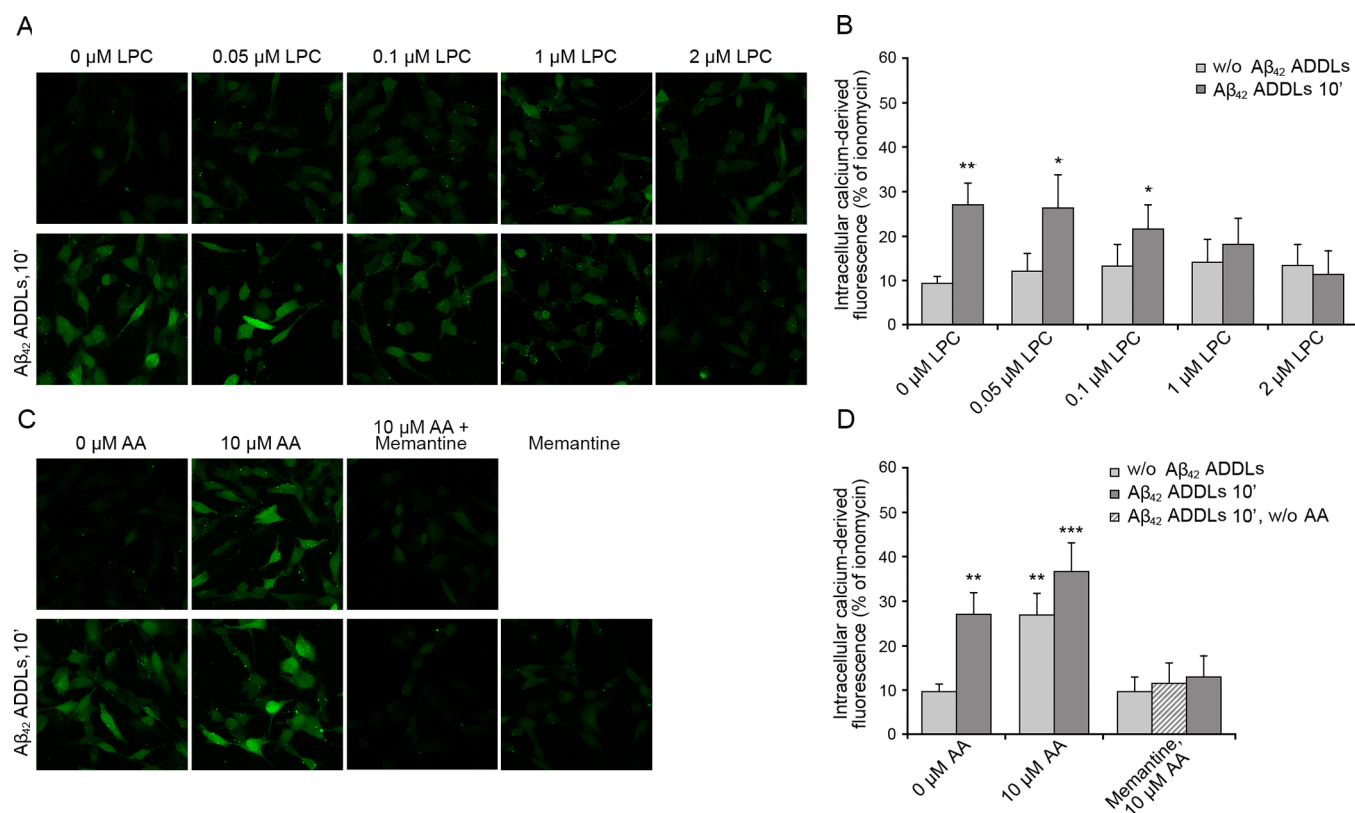 A
0 µM LPC
0.05 µM LPC
0.1 µM LPC
1 µM LPC
2 µM LPC
Aβ₄₂ ADDLs, 10'
B
Intracellular calcium-derived
fluorescence (% of ionomycin)
60
50
40
30
20
10
0
w/o Aβ₄₂ ADDLs
Aβ₄₂ ADDLs 10'
**
*
*
0 µM LPC
0.05 µM LPC
0.1 µM LPC
1 µM LPC
2 µM LPC
C
0 µM AA
10 µM AA
10 µM AA +
Memantine
Memantine
Aβ₄₂ ADDLs, 10'
D
Intracellular calcium-derived
fluorescence (% of ionomycin)
60
50
40
30
20
10
0
w/o Aβ₄₂ ADDLs
Aβ₄₂ ADDLs 10'
Aβ₄₂ ADDLs 10', w/o AA
**
**
***
0 µM AA
10 µM AA
Memantine,
10 µM AA